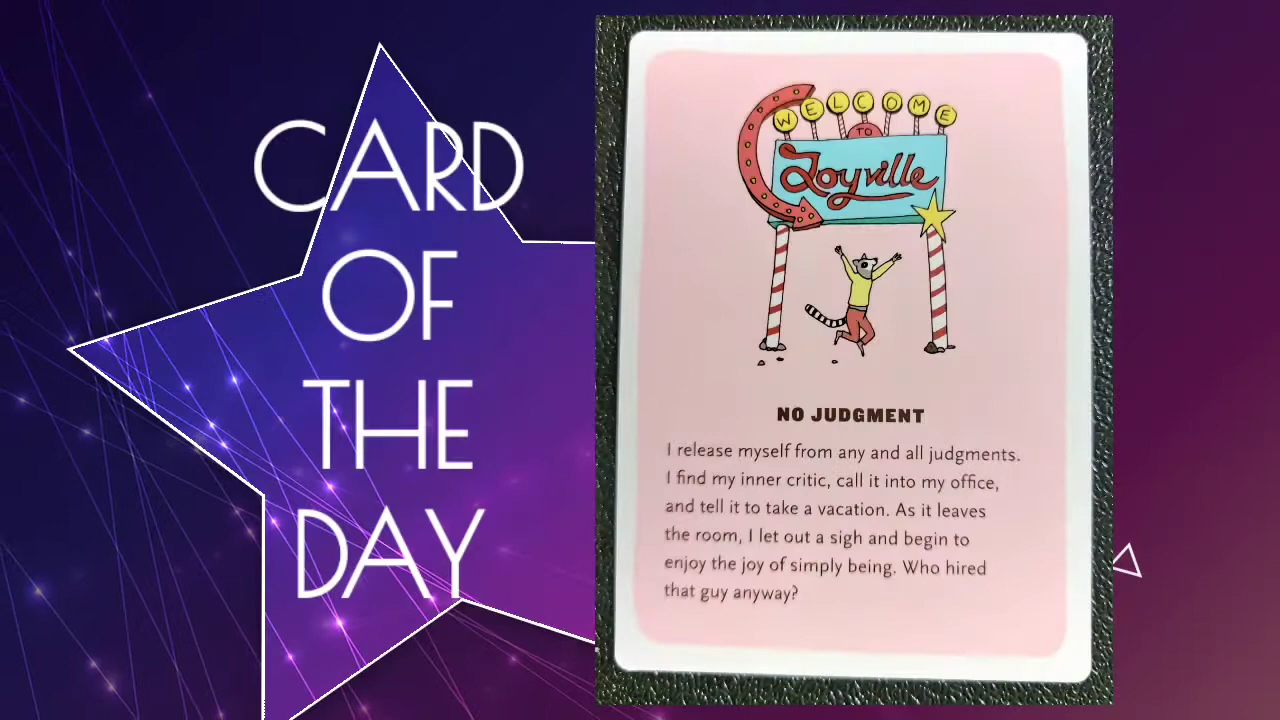 CARD
OF
THE
DAY
WELCOME
TO
Joyville
NO JUDGMENT
I release myself from any and all judgments.
I find my inner critic, call it into my office,
and tell it to take a vacation. As it leaves
the room, I let out a sigh and begin to
enjoy the joy of simply being. Who hired
that guy anyway?